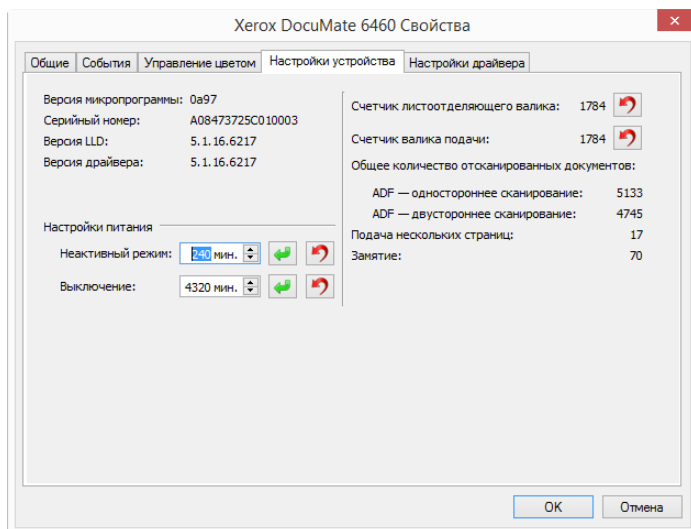 Xerox DocuMate 6460 Свойства
Общие События Управление цветом Настройки устройства Настройки драйвера
Версия микропрограммы: 0a97
Серийный номер: A08473725C010003
Версия LLD: 5.1.16.6217
Версия драйвера: 5.1.16.6217
Настройки питания
Неактивный режим: 240 мин.
Выключение: 4320 мин.
Счетчик листоотделяющего валика: 1784
Счетчик валика подачи: 1784
Общее количество отсканированных документов:
ADF — одностороннее сканирование: 5133
ADF — двустороннее сканирование: 4745
Подача нескольких страниц: 17
Замятие: 70
OK Отмена